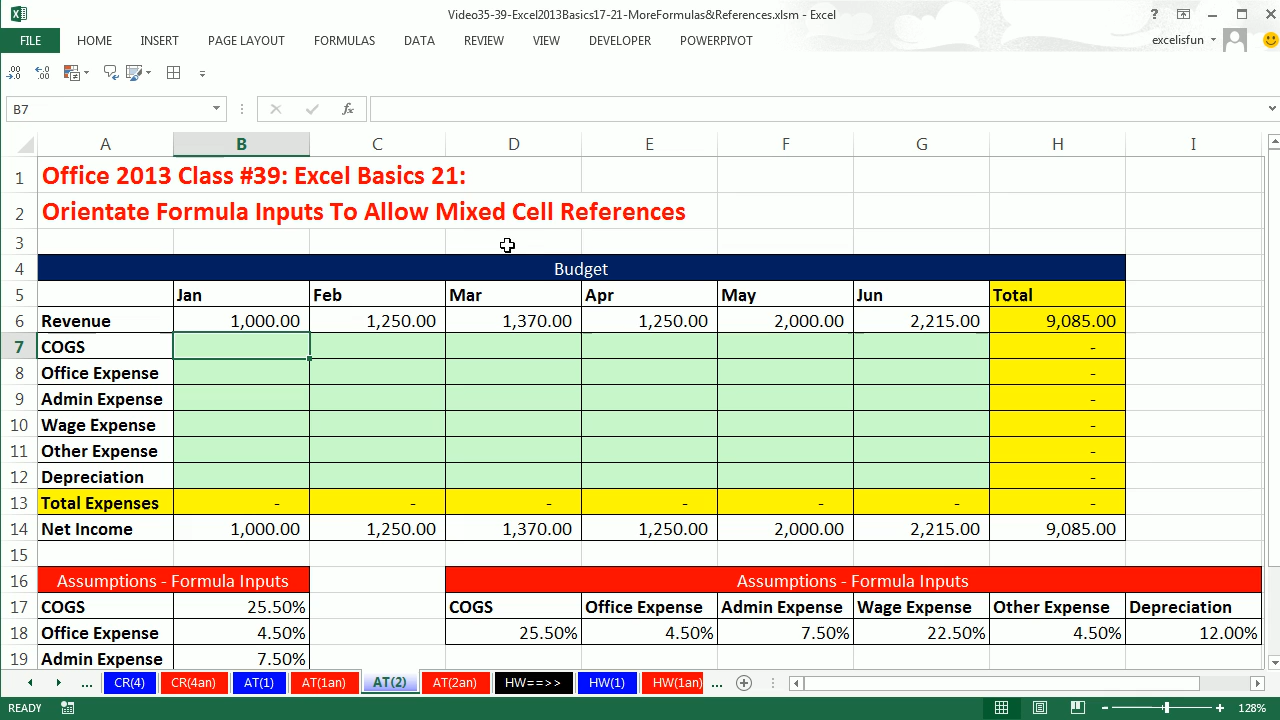 Video35-39-Excel2013Basics17-21-MoreFormulas&References.xlsm - Excel
?
FILE HOME INSERT PAGE LAYOUT FORMULAS DATA REVIEW VIEW DEVELOPER POWERPIVOT excelisfun
B7 fx
A B C D E F G H I
1 Office 2013 Class #39: Excel Basics 21:
2 Orientate Formula Inputs To Allow Mixed Cell References
3
4 Budget
5 Jan Feb Mar Apr May Jun Total
6 Revenue 1,000.00 1,250.00 1,370.00 1,250.00 2,000.00 2,215.00 9,085.00
7 COGS -
8 Office Expense -
9 Admin Expense -
10 Wage Expense -
11 Other Expense -
12 Depreciation -
13 Total Expenses - - - - - - -
14 Net Income 1,000.00 1,250.00 1,370.00 1,250.00 2,000.00 2,215.00 9,085.00
15
16 Assumptions - Formula Inputs Assumptions - Formula Inputs
17 COGS 25.50% COGS Office Expense Admin Expense Wage Expense Other Expense Depreciation
18 Office Expense 4.50% 25.50% 4.50% 7.50% 22.50% 4.50% 12.00%
19 Admin Expense 7.50%
... CR(4) CR(4an) AT(1) AT(1an) AT(2) AT(2an) HW==>> HW(1) HW(1an) ...
READY 128%